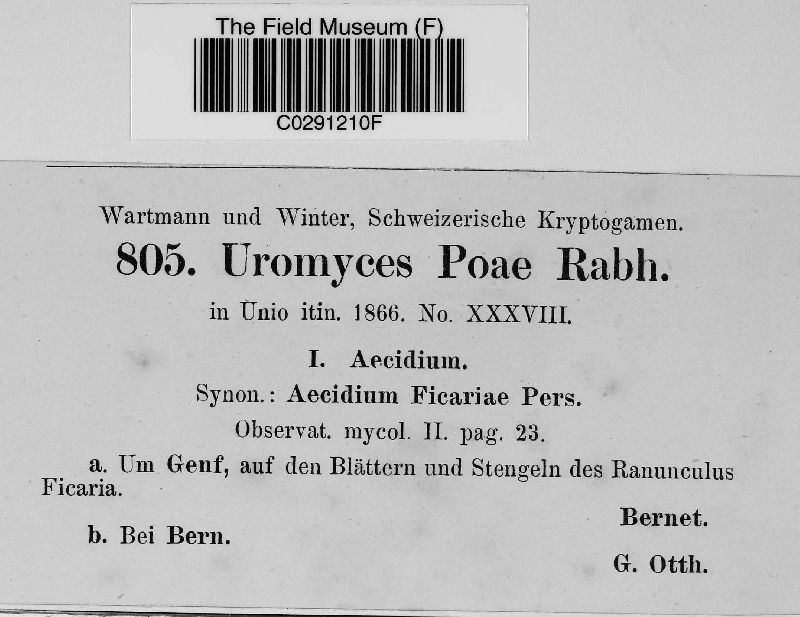 The Field Museum (F)
C0291210F
Wartmann und Winter, Schweizerische Kryptogamen.
805. Uromyces Poae Rabh.
in Unio itin. 1866. No. XXXVIII.
I. Aecidium.
Synon.: Aecidium Ficariae Pers.
Observat. mycol. II. pag. 23.
a. Um Genf, auf den Blättern und Stengeln des Ranunculus
Ficaria.
Bernet.
b. Bei Bern.
G. Otth.